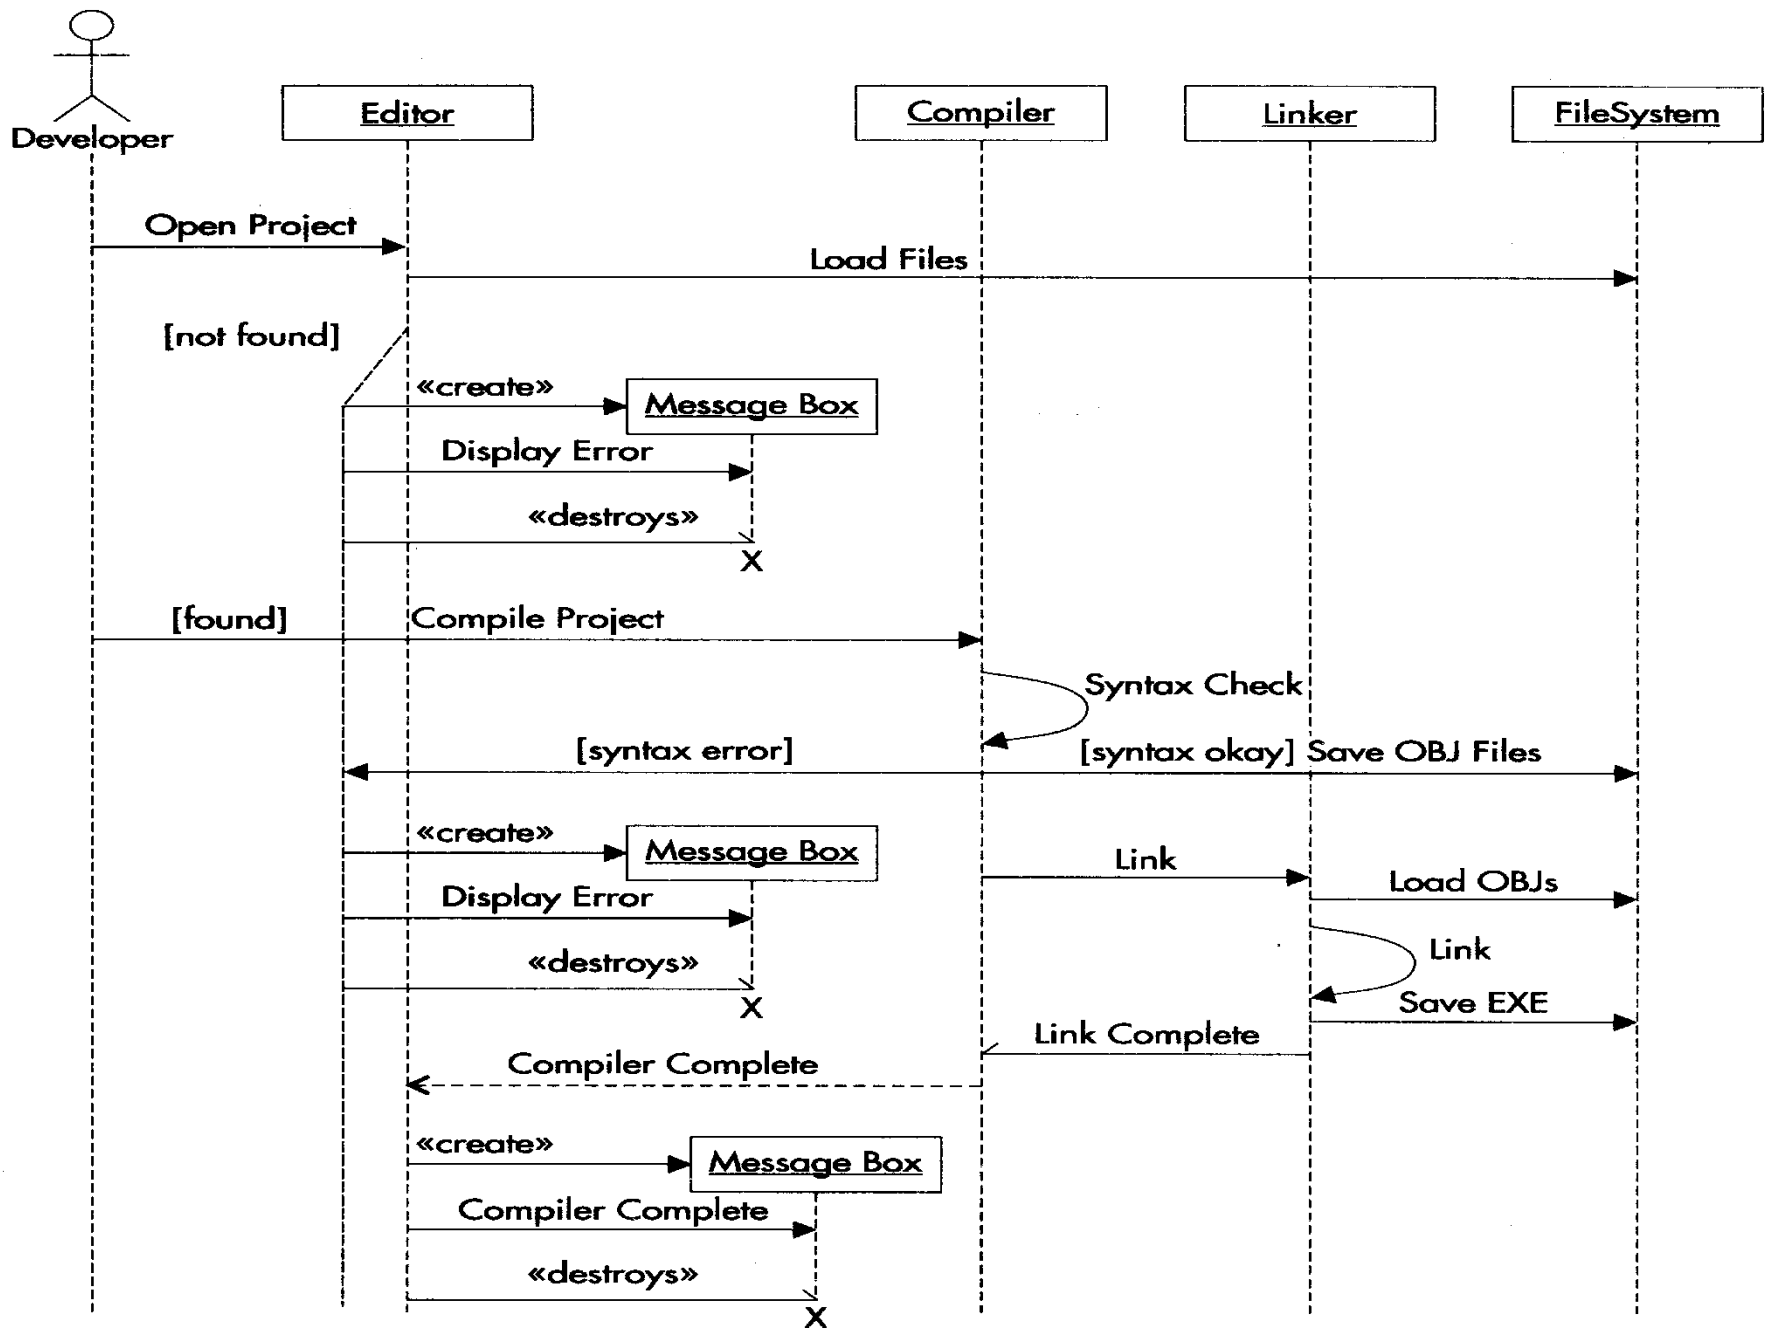 Developer
Editor
Compiler
Linker
FileSystem
Open Project
Load Files
[not found]
«create»
Message Box
Display Error
«destroys»
X
[found]
Compile Project
Syntax Check
[syntax error]
[syntax okay] Save OBJ Files
«create»
Message Box
Link
Load OBJs
Display Error
Link
«destroys»
X
Save EXE
Link Complete
Compiler Complete
«create»
Message Box
Compiler Complete
«destroys»
X